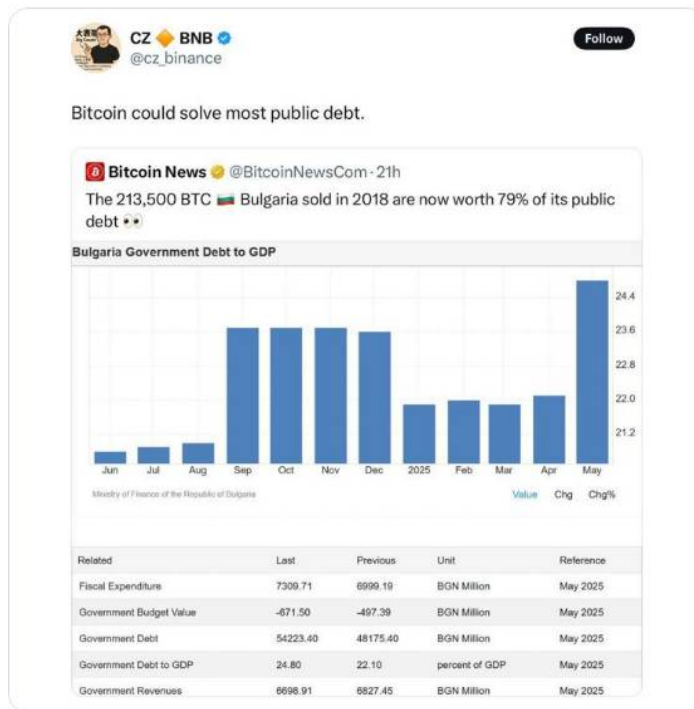 CZ 🔶 BNB
Follow
@cz_binance
Bitcoin could solve most public debt.
Bitcoin News @BitcoinNewsCom · 21h
The 213,500 BTC 🇧🇬 Bulgaria sold in 2018 are now worth 79% of its public
debt 👀
Bulgaria Government Debt to GDP
24.4
23.6
22.8
22.0
21.2
Jun Jul Aug Sep Oct Nov Dec 2025 Feb Mar Apr May
Ministry of Finance of the Republic of Bulgaria
Value Chg Chg%
Related Last Previous Unit Reference
Fiscal Expenditure 7309.71 6999.19 BGN Million May 2025
Government Budget Value -671.50 -497.39 BGN Million May 2025
Government Debt 54223.40 48175.40 BGN Million May 2025
Government Debt to GDP 24.80 22.10 percent of GDP May 2025
Government Revenues 6698.91 6827.45 BGN Million May 2025